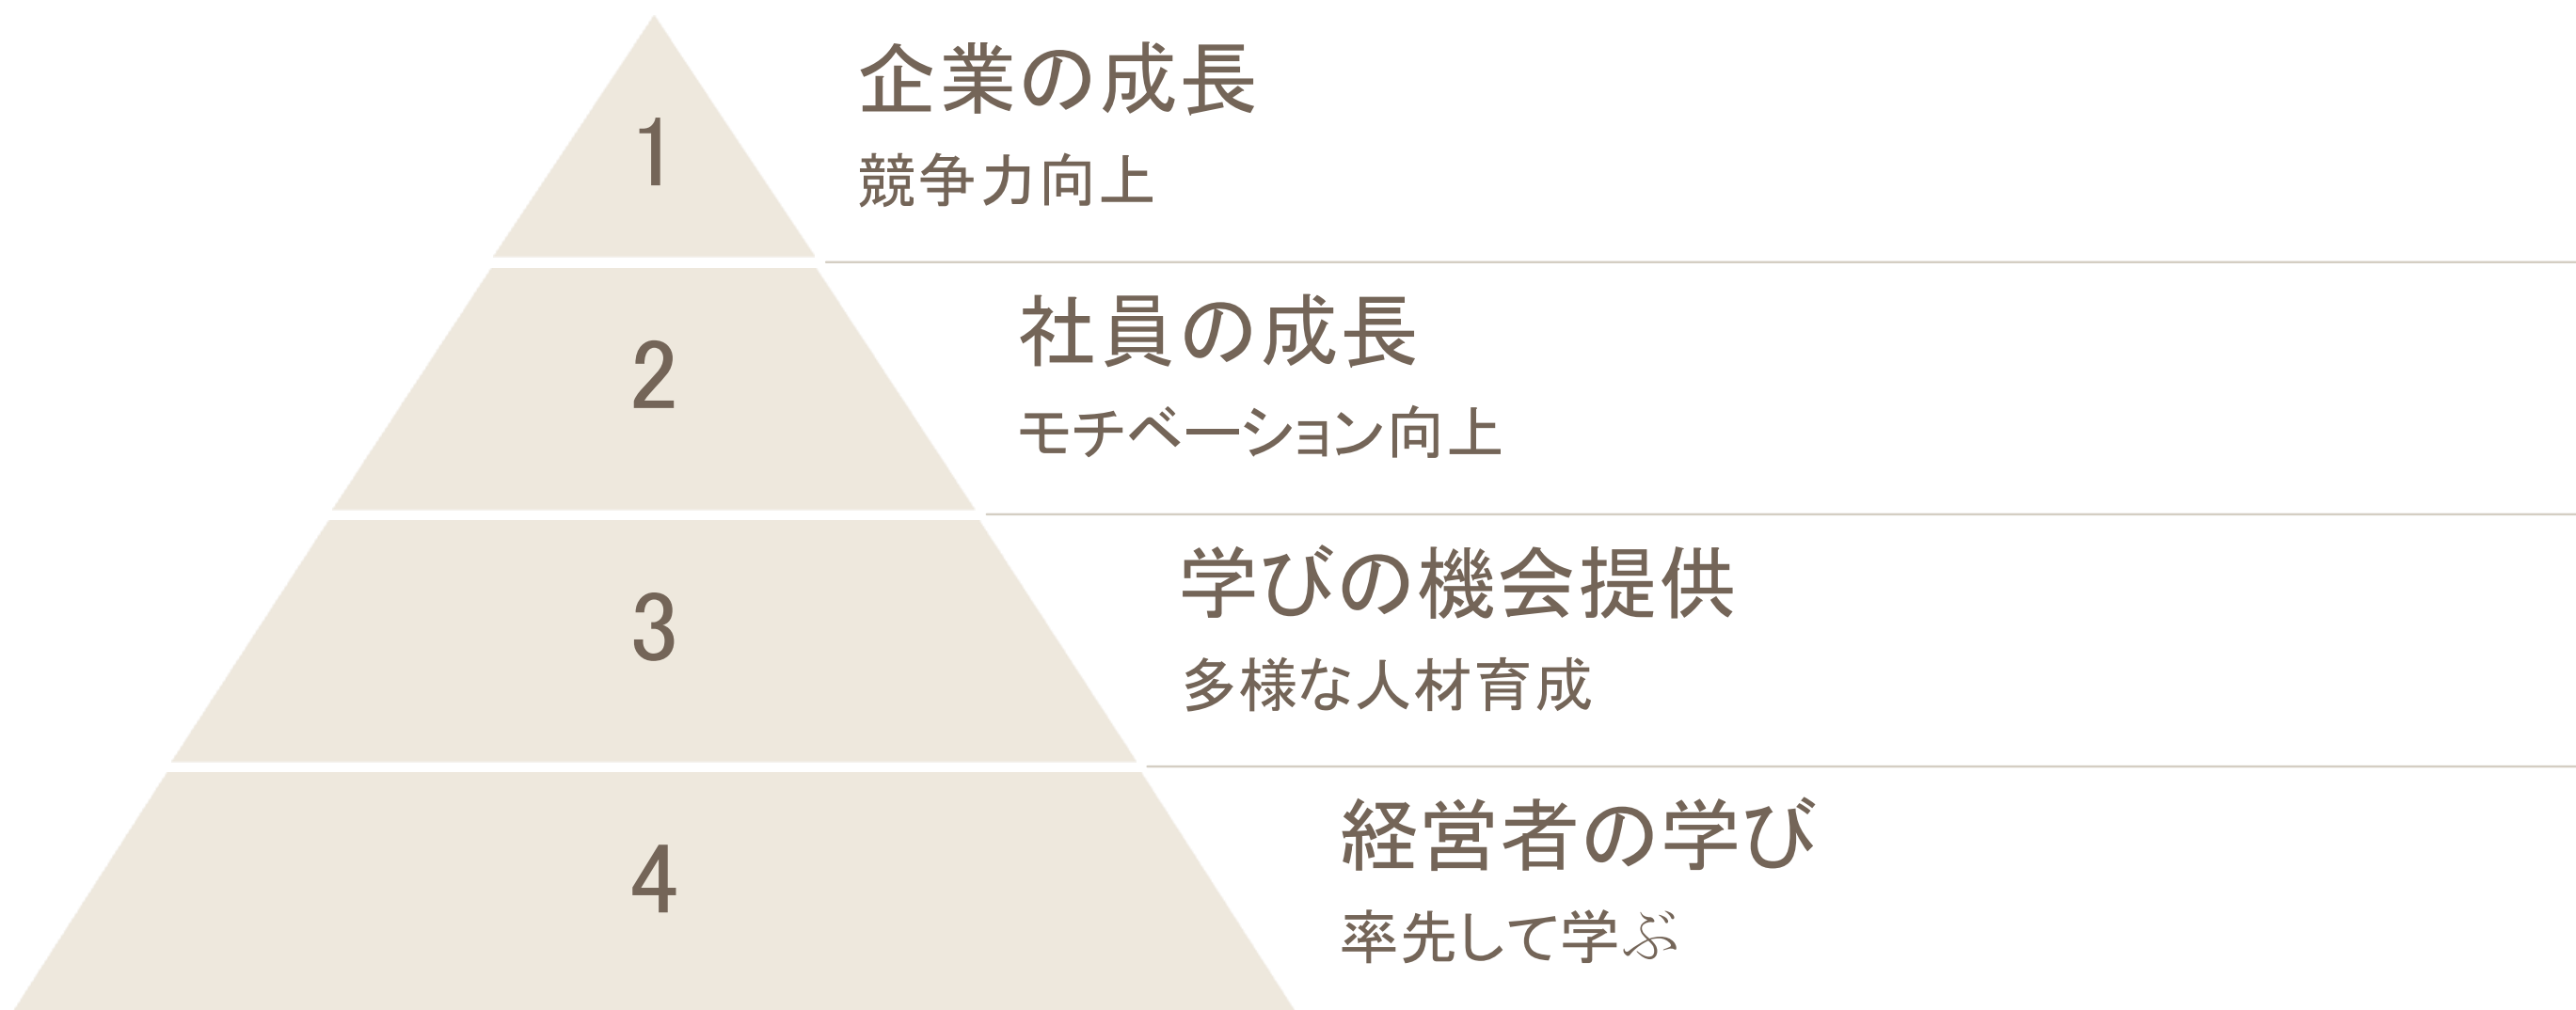 1
企業の成長
競争力向上
2
社員の成長
モチベーション向上
3
学びの機会提供
多様な人材育成
4
経営者の学び
率先して学ぶ